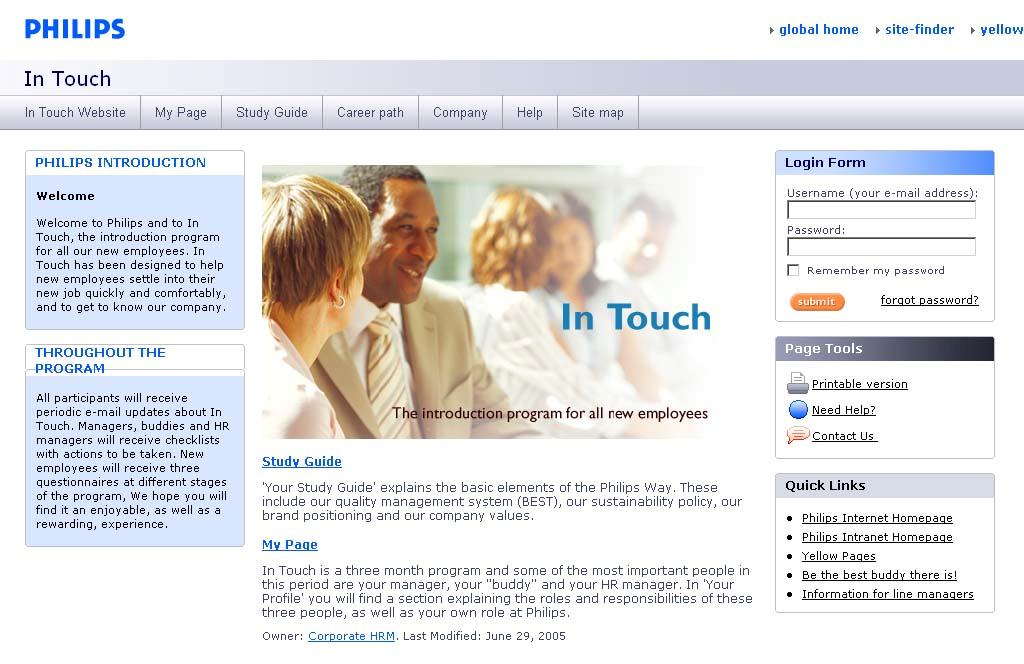 PHILIPS
global home
site-finder
yellow
In Touch
In Touch Website
My Page
Study Guide
Career path
Company
Help
Site map
PHILIPS INTRODUCTION
Welcome
Welcome to Philips and to In
Touch, the introduction program
for all our new employees. In
Touch has been designed to help
new employees settle into their
new job quickly and comfortably,
and to get to know our company.
THROUGHOUT THE
PROGRAM
All participants will receive
periodic e-mail updates about In
Touch. Managers, buddies and HR
managers will receive checklists
with actions to be taken. New
employees will receive three
questionnaires at different stages
of the program, We hope you will
find it an enjoyable, as well as a
rewarding, experience.
In Touch
The introduction program for all new employees
Study Guide
'Your Study Guide' explains the basic elements of the Philips Way. These
include our quality management system (BEST), our sustainability policy, our
brand positioning and our company values.
My Page
In Touch is a three month program and some of the most important people in
this period are your manager, your "buddy" and your HR manager. In 'Your
Profile' you will find a section explaining the roles and responsibilities of these
three people, as well as your own role at Philips.
Owner: Corporate HRM. Last Modified: June 29, 2005
Login Form
Username (your e-mail address):
Password:
Remember my password
submit
forgot password?
Page Tools
Printable version
Need Help?
Contact Us
Quick Links
Philips Internet Homepage
Philips Intranet Homepage
Yellow Pages
Be the best buddy there is!
Information for line managers